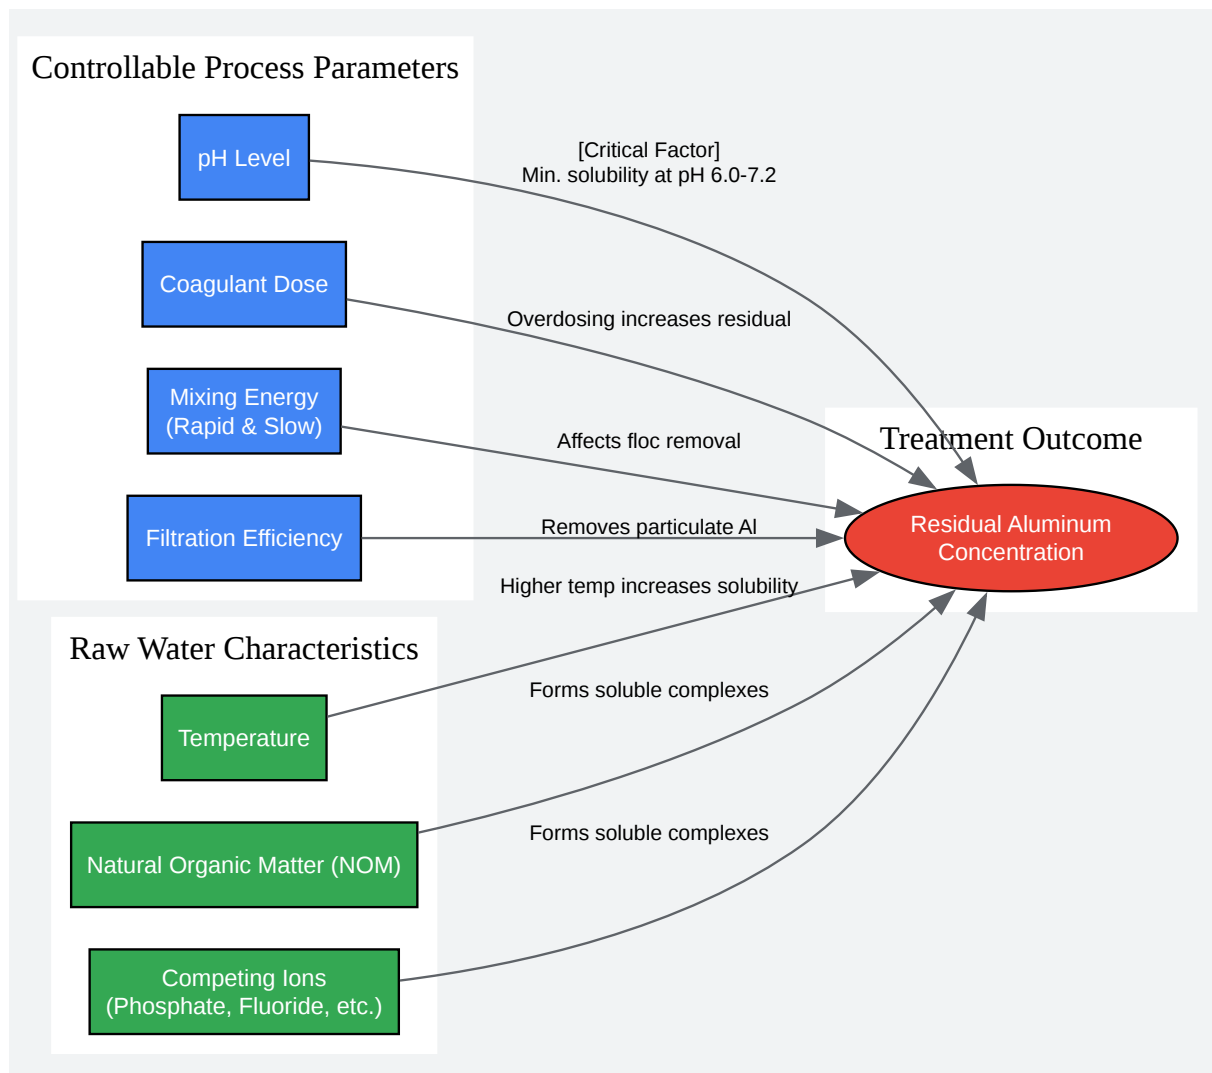 Controllable Process Parameters
pH Level
Coagulant Dose
Mixing Energy
(Rapid & Slow)
Filtration Efficiency
Raw Water Characteristics
Temperature
Natural Organic Matter (NOM)
Competing Ions
(Phosphate, Fluoride, etc.)
[Critical Factor]
Min. solubility at pH 6.0-7.2
Overdosing increases residual
Affects floc removal
Removes particulate Al
Higher temp increases solubility
Forms soluble complexes
Forms soluble complexes
Treatment Outcome
Residual Aluminum
Concentration